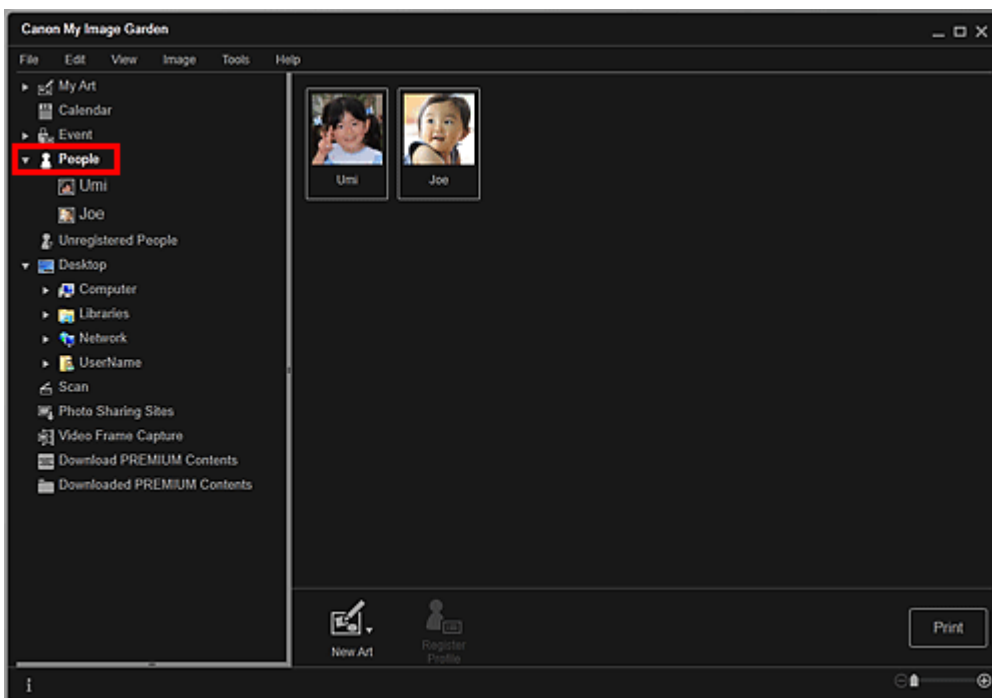 Canon My Image Garden
File Edit View Image Tools Help
My Art
Calendar
Event
People
Umi
Joe
Unregistered People
Desktop
Computer
Libraries
Network
UserName
Scan
Photo Sharing Sites
Video Frame Capture
Download PREMIUM Contents
Downloaded PREMIUM Contents
Umi Joe
New Art
Register
Profile
Print